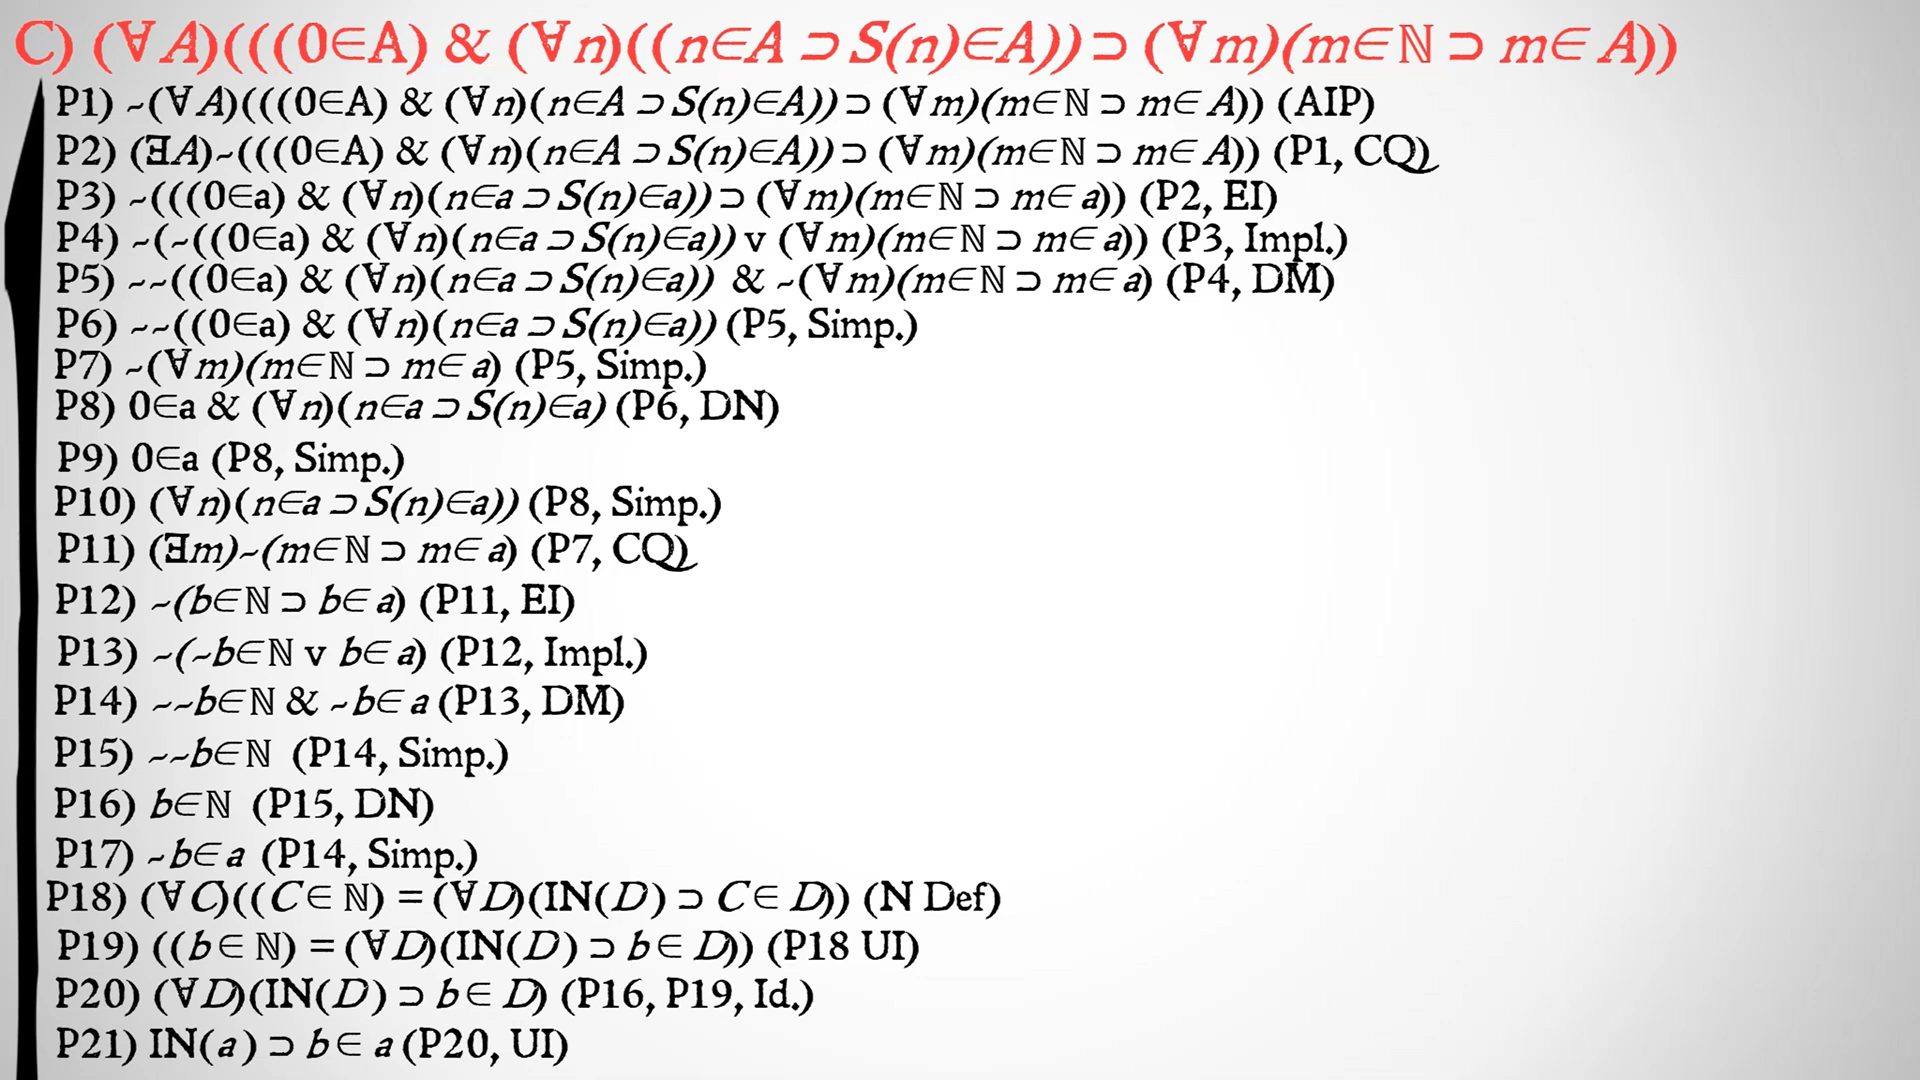 C) (∀A)(((0∈A) & (∀n)((n∈A ⊃ S(n)∈A)) ⊃ (∀m)(m∈ℕ ⊃ m∈A))
P1) ~(∀A)(((0∈A) & (∀n)(n∈A ⊃ S(n)∈A)) ⊃ (∀m)(m∈ℕ ⊃ m∈A)) (AIP)
P2) (∃A)~(((0∈A) & (∀n)(n∈A ⊃ S(n)∈A)) ⊃ (∀m)(m∈ℕ ⊃ m∈A)) (P1, CQ)
P3) ~(((0∈a) & (∀n)(n∈a ⊃ S(n)∈a)) ⊃ (∀m)(m∈ℕ ⊃ m∈a)) (P2, EI)
P4) ~(~((0∈a) & (∀n)(n∈a ⊃ S(n)∈a)) v (∀m)(m∈ℕ ⊃ m∈a)) (P3, Impl.)
P5) ~~((0∈a) & (∀n)(n∈a ⊃ S(n)∈a)) & ~(∀m)(m∈ℕ ⊃ m∈a) (P4, DM)
P6) ~~((0∈a) & (∀n)(n∈a ⊃ S(n)∈a)) (P5, Simp.)
P7) ~(∀m)(m∈ℕ ⊃ m∈a) (P5, Simp.)
P8) 0∈a & (∀n)(n∈a ⊃ S(n)∈a) (P6, DN)
P9) 0∈a (P8, Simp.)
P10) (∀n)(n∈a ⊃ S(n)∈a)) (P8, Simp.)
P11) (∃m)~(m∈ℕ ⊃ m∈a) (P7, CQ)
P12) ~(b∈ℕ ⊃ b∈a) (P11, EI)
P13) ~(~b∈ℕ v b∈a) (P12, Impl.)
P14) ~~b∈ℕ & ~b∈a (P13, DM)
P15) ~~b∈ℕ (P14, Simp.)
P16) b∈ℕ (P15, DN)
P17) ~b∈a (P14, Simp.)
P18) (∀C)((C∈ℕ) = (∀D)(IN(D) ⊃ C∈D)) (N Def)
P19) ((b∈ℕ) = (∀D)(IN(D) ⊃ b∈D)) (P18 UI)
P20) (∀D)(IN(D) ⊃ b∈D) (P16, P19, Id.)
P21) IN(a) ⊃ b∈a (P20, UI)